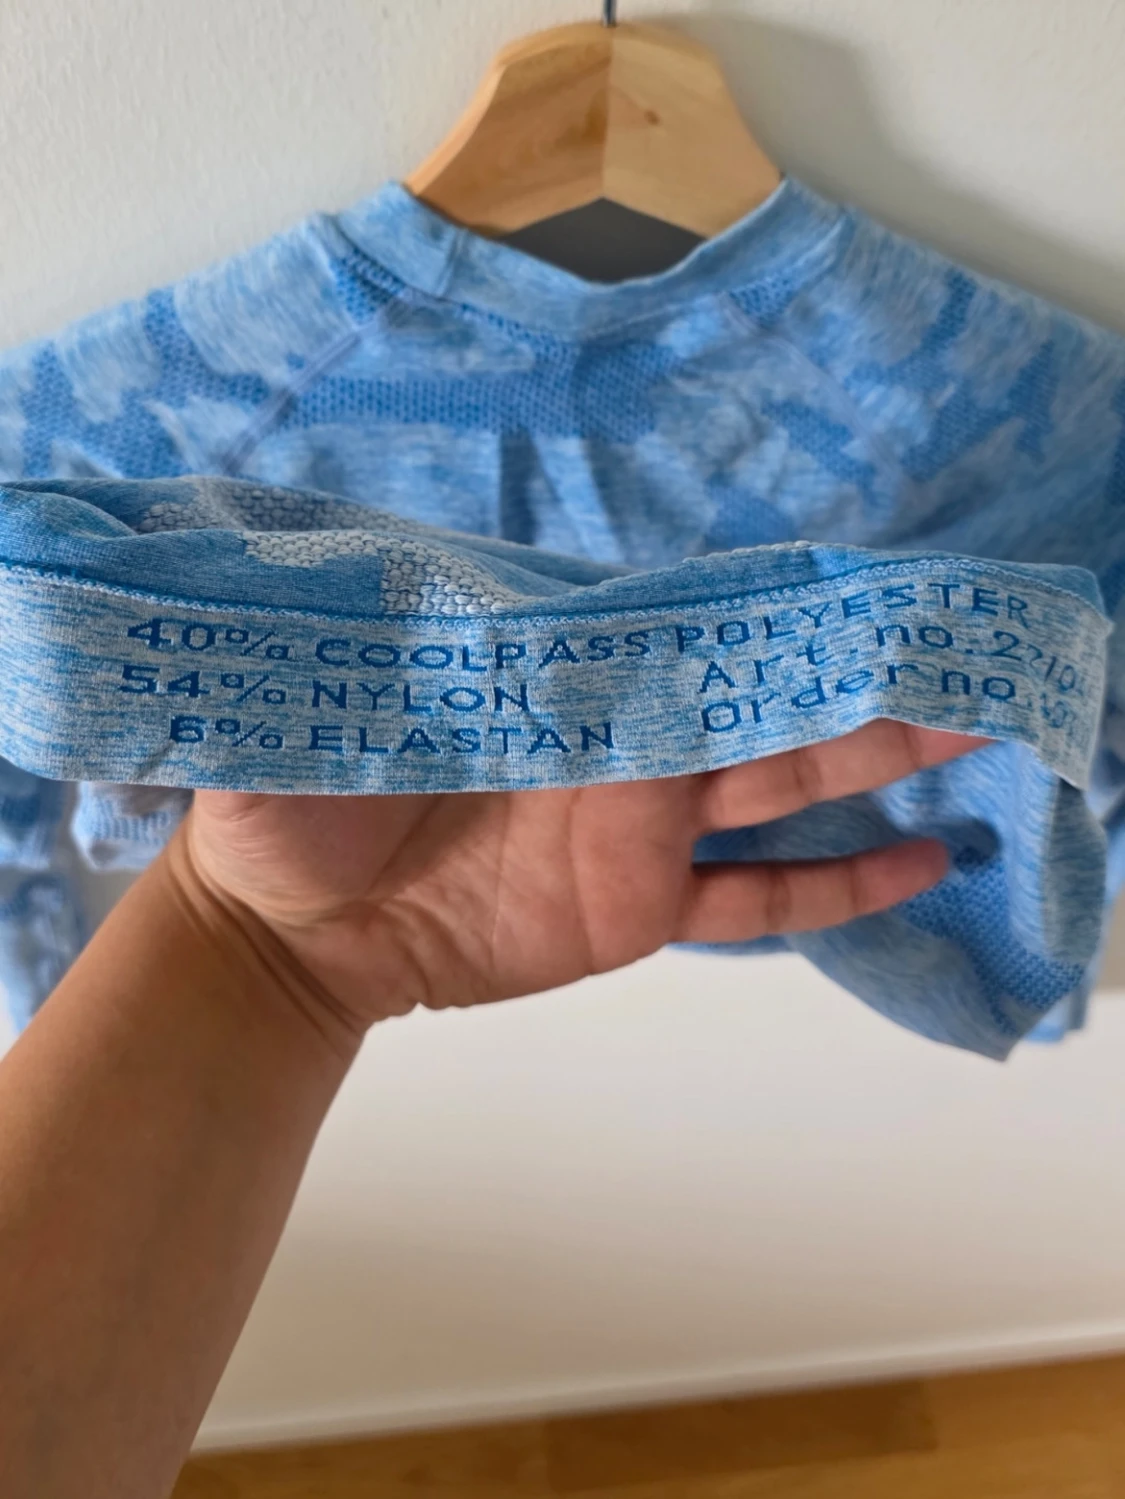 40% COOLPASS POLYESTER
54% NYLON
6% ELASTAN
Art. no.
Order no.